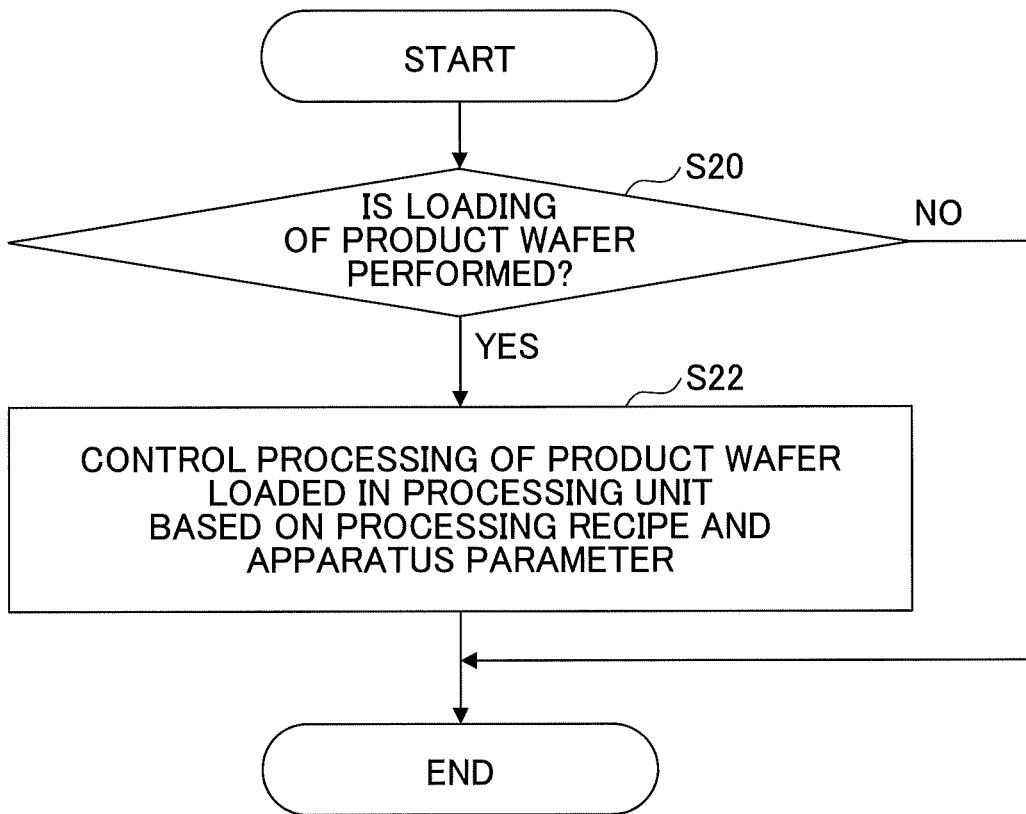 START
S20
IS LOADING
OF PRODUCT WAFER
PERFORMED?
NO
YES
S22
CONTROL PROCESSING OF PRODUCT WAFER
LOADED IN PROCESSING UNIT
BASED ON PROCESSING RECIPE AND
APPARATUS PARAMETER
END